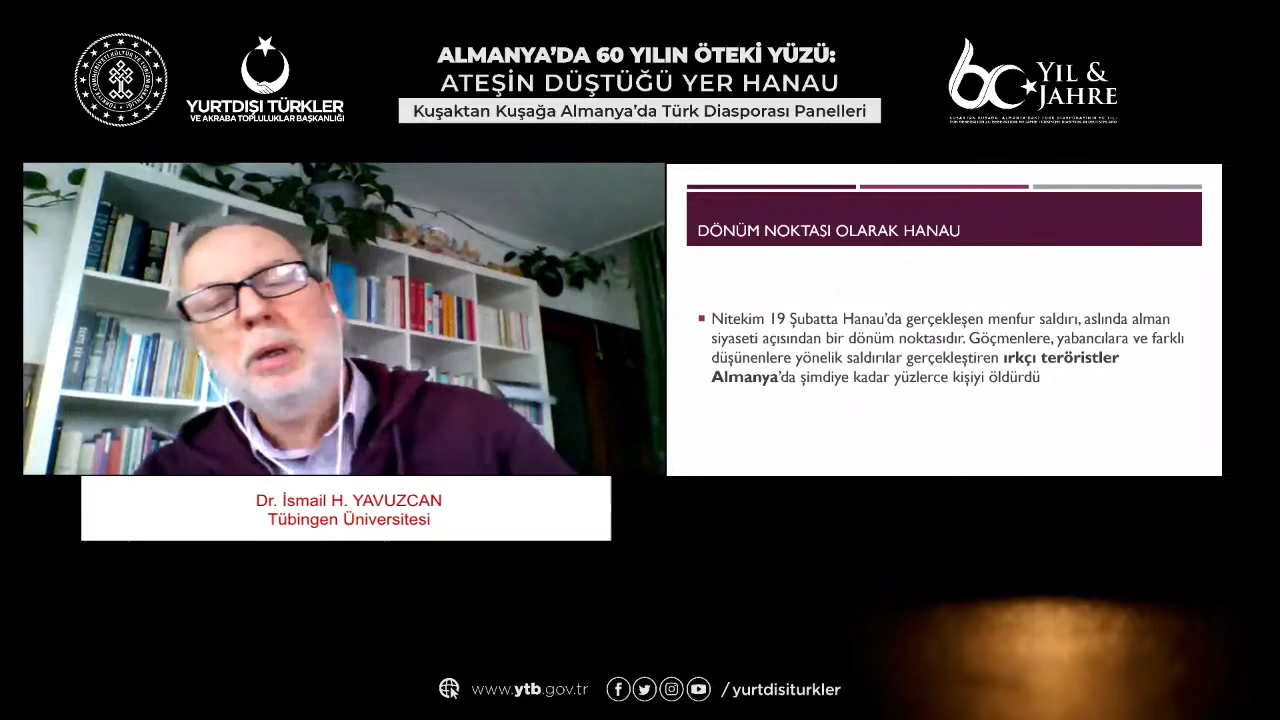 ALMANYA'DA 60 YILIN ÖTEKİ YÜZÜ:
ATEŞİN DÜŞTÜĞÜ YER HANAU
Kuşaktan Kuşağa Almanya'da Türk Diasporası Panelleri
YURTDIŞI TÜRKLER
VE AKRABA TOPLULUKLAR BAŞKANLIĞI
60 YIL &
JAHRE
DÖNÜM NOKTASI OLARAK HANAU
Nitekim 19 Şubatta Hanau'da gerçekleşen menfur saldırı, aslında alman
siyaseti açısından bir dönüm noktasıdır. Göçmenlere, yabancılara ve farklı
düşünenlere yönelik saldırılar gerçekleştiren ırkçı teröristler
Almanya'da şimdiye kadar yüzlerce kişiyi öldürdü
Dr. İsmail H. YAVUZCAN
Tübingen Üniversitesi
www.ytb.gov.tr
/yurtdisiturkler